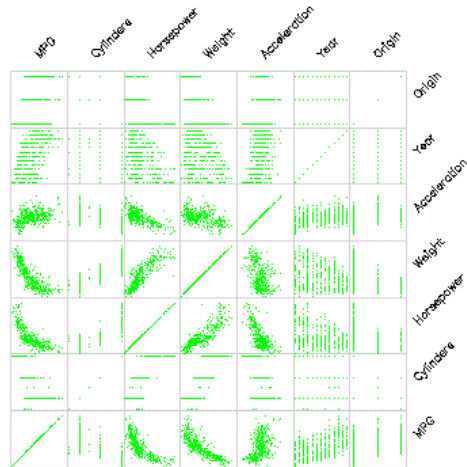 MPG
Cylinders
Horsepower
Weight
Acceleration
Year
Origin
Origin
Year
Acceleration
Weight
Horsepower
Cylinders
MPG